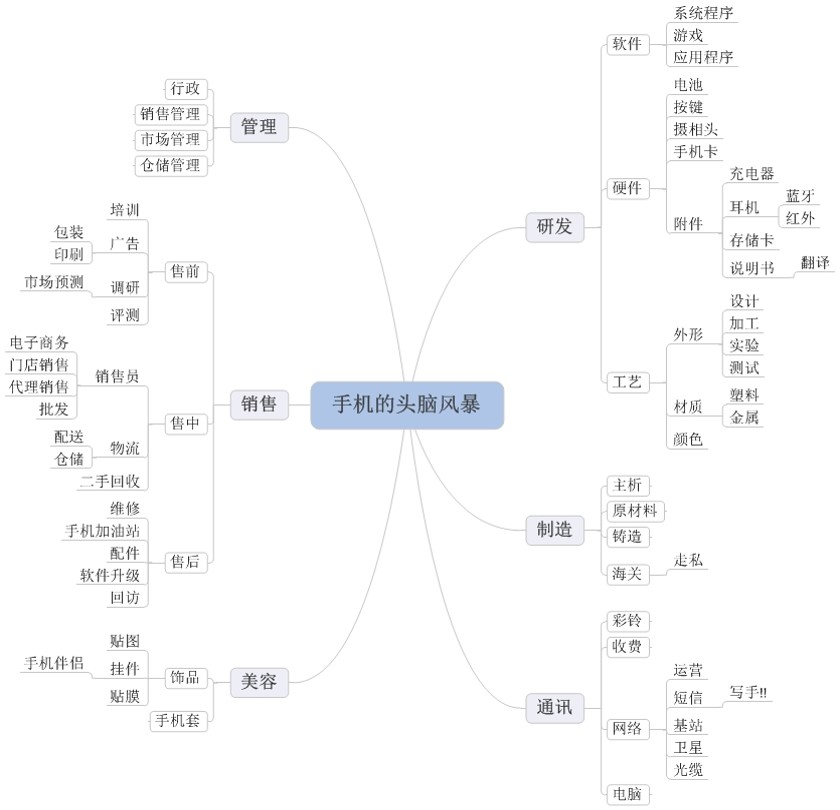 手机的头脑风暴
研发
软件
系统程序
游戏
应用程序
硬件
电池
按键
摄相头
手机卡
附件
充电器
耳机
蓝牙
红外
存储卡
说明书
翻译
工艺
外形
设计
加工
实验
测试
材质
塑料
金属
颜色
制造
主析
原材料
铸造
海关
走私
通讯
彩铃
收费
网络
运营
短信
写手!!
基站
卫星
光缆
电脑
管理
行政
销售管理
市场管理
仓储管理
销售
售前
培训
广告
包装
印刷
调研
市场预测
评测
售中
销售员
电子商务
门店销售
代理销售
批发
物流
配送
仓储
二手回收
售后
维修
手机加油站
配件
软件升级
回访
美容
饰品
贴图
挂件
手机伴侣
贴膜
手机套